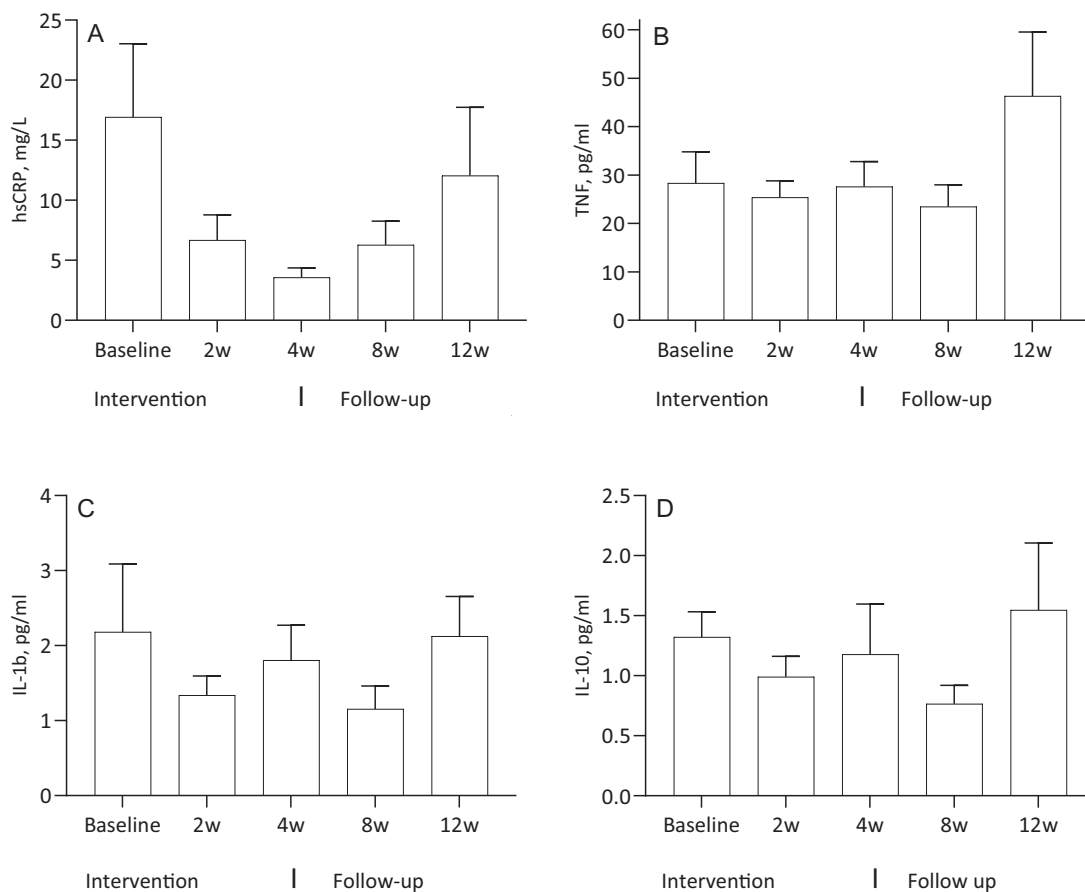 A
hsCRP, mg/L
25
20
15
10
5
0
Baseline 2w 4w 8w 12w
Intervention | Follow-up
B
TNF, pg/ml
60
50
40
30
20
10
0
Baseline 2w 4w 8w 12w
Intervention | Follow-up
C
IL-1b, pg/ml
4
3
2
1
0
Baseline 2w 4w 8w 12w
Intervention | Follow-up
D
IL-10, pg/ml
2.5
2.0
1.5
1.0
0.5
0.0
Baseline 2w 4w 8w 12w
Intervention | Follow up